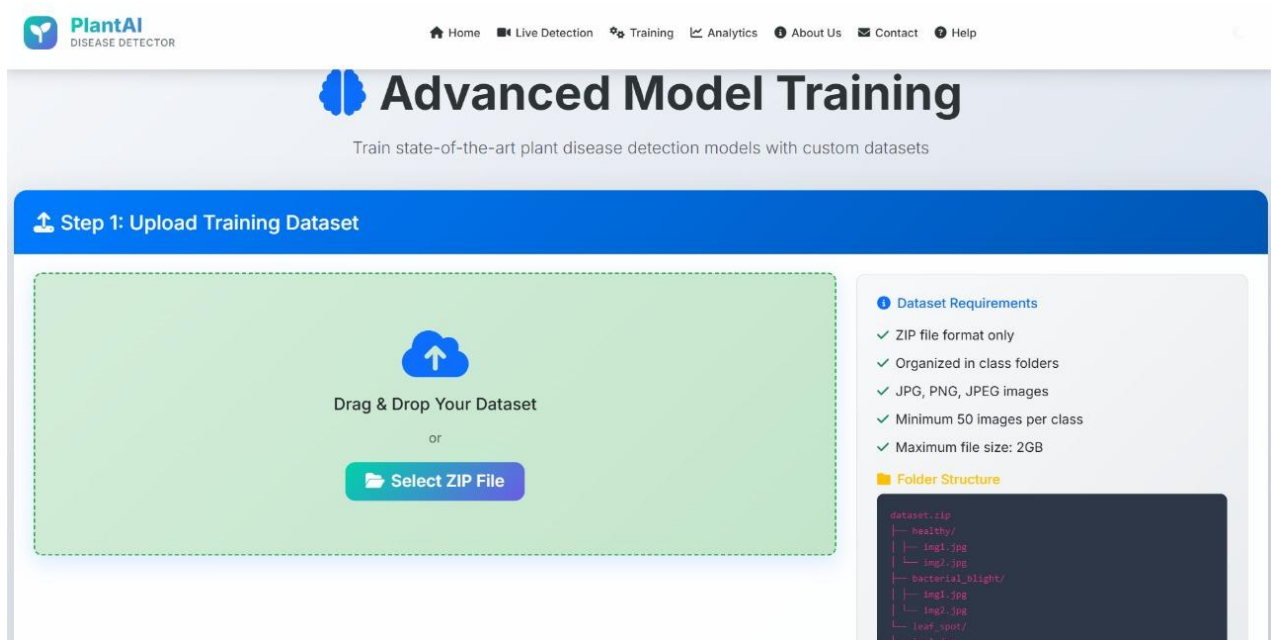 PlantAI
DISEASE DETECTOR
Home Live Detection Training Analytics About Us Contact Help
Advanced Model Training
Train state-of-the-art plant disease detection models with custom datasets
Step 1: Upload Training Dataset
Drag & Drop Your Dataset
or
Select ZIP File
Dataset Requirements
ZIP file format only
Organized in class folders
JPG, PNG, JPEG images
Minimum 50 images per class
Maximum file size: 2GB
Folder Structure
dataset.zip
├── healthy/
│ ├── img1.jpg
│ └── img2.jpg
├── bacterial_blight/
│ ├── img1.jpg
│ └── img2.jpg
└── leaf_spot/